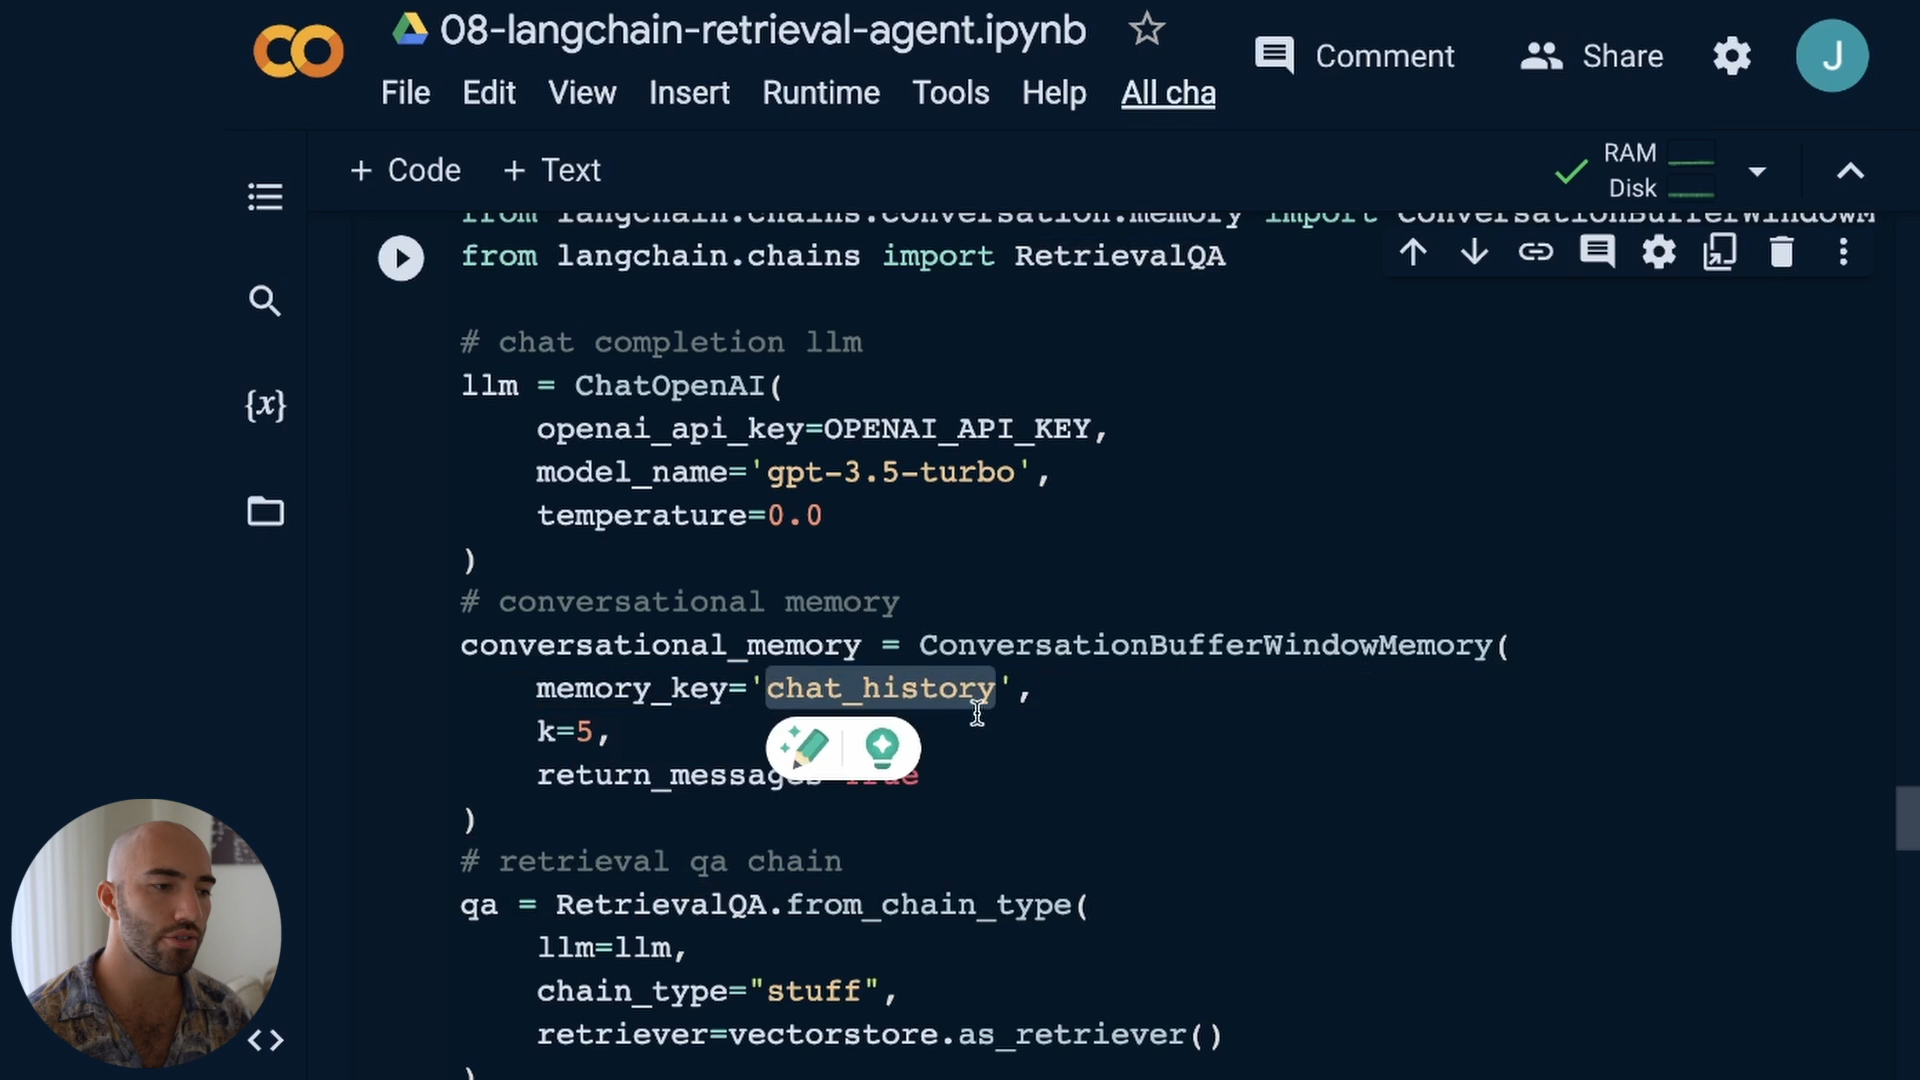 08-langchain-retrieval-agent.ipynb
Comment
Share
J
File Edit View Insert Runtime Tools Help All cha
+ Code + Text
RAM
Disk
from langchain.chains.conversation.memory import ConversationBufferWindowM
from langchain.chains import RetrievalQA
# chat completion llm
llm = ChatOpenAI(
openai_api_key=OPENAI_API_KEY,
model_name='gpt-3.5-turbo',
temperature=0.0
)
# conversational memory
conversational_memory = ConversationBufferWindowMemory(
memory_key='chat_history',
k=5,
return_messages=True
)
# retrieval qa chain
qa = RetrievalQA.from_chain_type(
llm=llm,
chain_type="stuff",
retriever=vectorstore.as_retriever()
)
{x}
<>